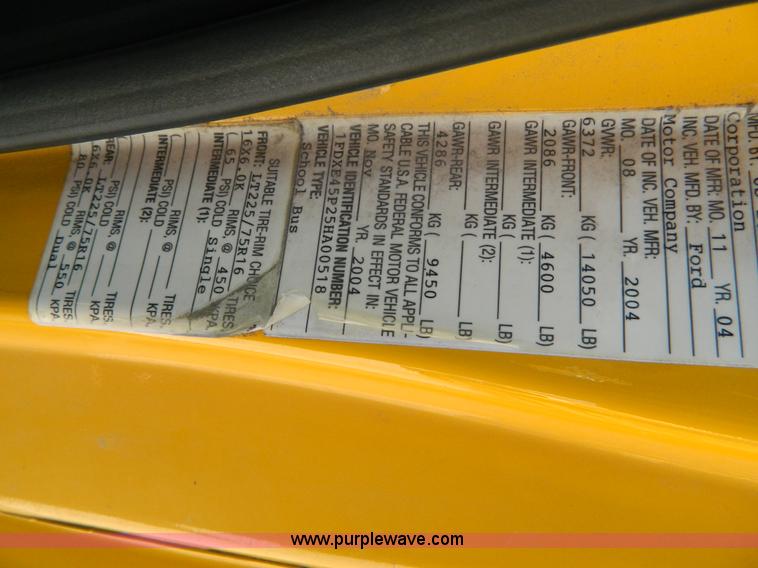 MFD. BY:
Corporation
DATE OF MFR: MO. 11 YR. 04
INC. VEH. MFD. BY: Ford
Motor Company
DATE OF INC. VEH. MFR:
MO. 08 YR. 2004
GVWR:
6372 KG ( 14050 LB)
GAWR-FRONT:
2086 KG ( 4600 LB)
GAWR INTERMEDIATE (1):
KG ( LB)
GAWR INTERMEDIATE (2):
KG ( LB)
GAWR-REAR:
4286 KG ( 9450 LB)
THIS VEHICLE CONFORMS TO ALL APPLI-
CABLE U.S.A. FEDERAL MOTOR VEHICLE
SAFETY STANDARDS IN EFFECT IN:
MO. Nov YR. 2004
VEHICLE IDENTIFICATION NUMBER:
1FDXE45P25HA00518
VEHICLE TYPE:
School Bus
SUITABLE TIRE-RIM CHOICE
FRONT: LT225/75R16 TIRES
16X6.0K RIMS @ 450 KPA
( 65 PSI) COLD Single
INTERMEDIATE (1):
TIRES.
( RIMS @ KPA.
PSI) COLD
INTERMEDIATE (2):
TIRES.
( RIMS @ KPA.
PSI) COLD
REAR: LT225/75R16 TIRES.
16X6.0K RIMS @ 550 KPA
80 PSI) COLD Dual
www.purplewave.com